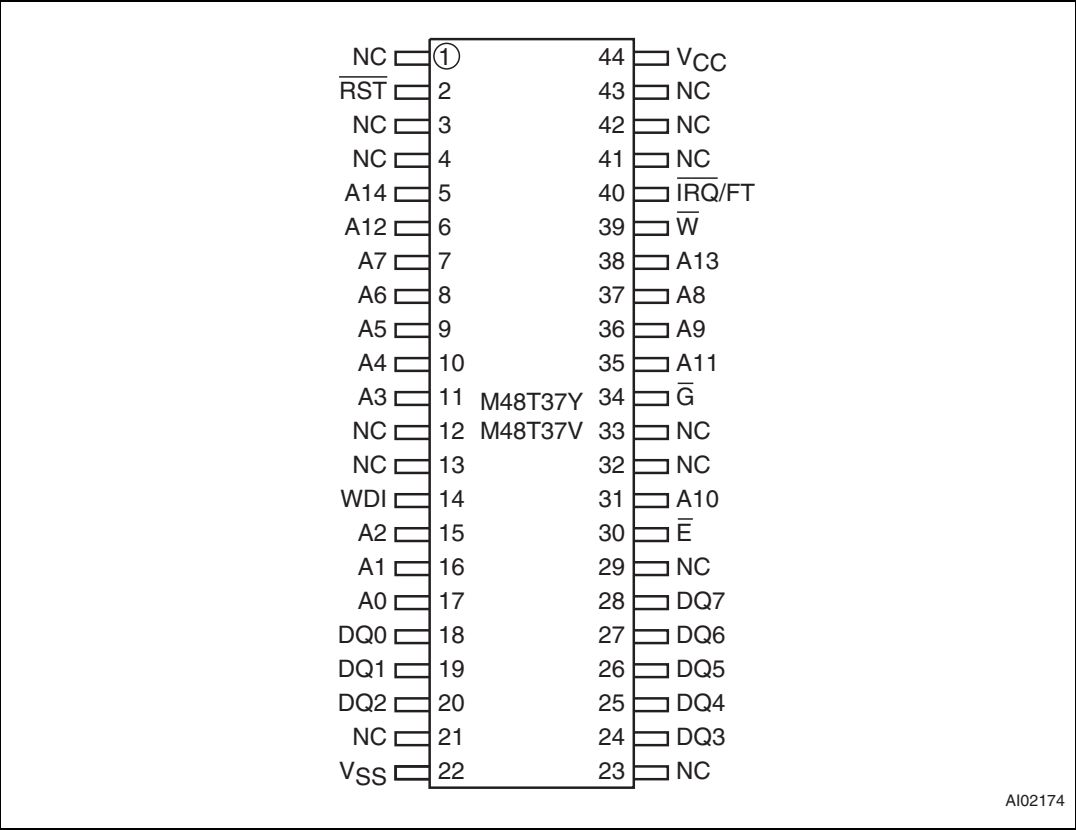 NC 1 44 VCC
R̅S̅T̅ 2 43 NC
NC 3 42 NC
NC 4 41 NC
A14 5 40 I̅R̅Q̅/FT
A12 6 39 W̅
A7 7 38 A13
A6 8 37 A8
A5 9 36 A9
A4 10 35 A11
A3 11 M48T37Y 34 G̅
NC 12 M48T37V 33 NC
NC 13 32 NC
WDI 14 31 A10
A2 15 30 E̅
A1 16 29 NC
A0 17 28 DQ7
DQ0 18 27 DQ6
DQ1 19 26 DQ5
DQ2 20 25 DQ4
NC 21 24 DQ3
VSS 22 23 NC
AI02174